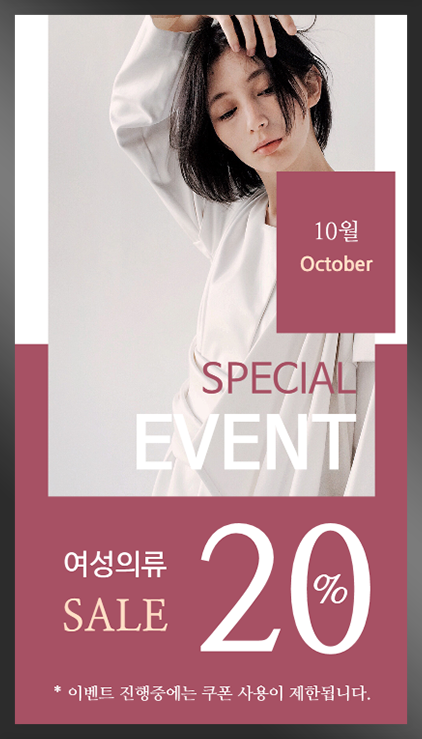 10월
October
SPECIAL
EVENT
여성의류
SALE
20%
* 이벤트 진행중에는 쿠폰 사용이 제한됩니다.